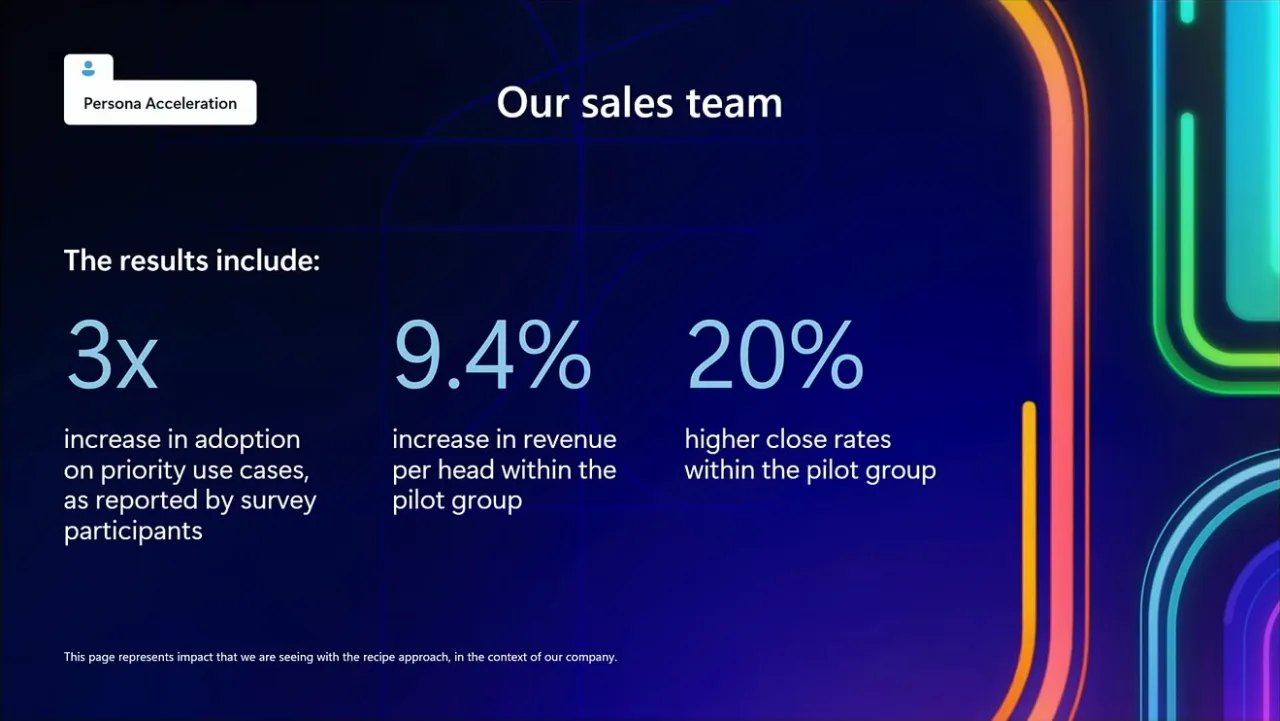 Persona Acceleration
Our sales team
The results include:
3x
increase in adoption
on priority use cases,
as reported by survey
participants
9.4%
increase in revenue
per head within the
pilot group
20%
higher close rates
within the pilot group
This page represents impact that we are seeing with the recipe approach, in the context of our company.